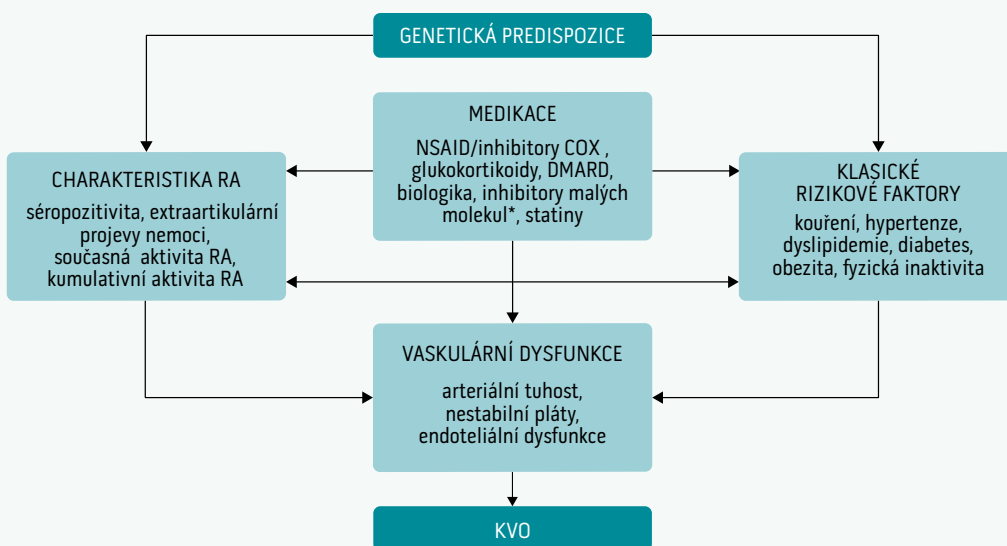 GENETICKÁ PREDISPOZICE
MEDIKACE
NSAID/inhibitory COX ,
glukokortikoidy, DMARD,
biologika, inhibitory malých
molekul*, statiny
CHARAKTERISTIKA RA
séropozitivita, extraartikulární
projevy nemoci,
současná aktivita RA,
kumulativní aktivita RA
KLASICKÉ
RIZIKOVÉ FAKTORY
kouření, hypertenze,
dyslipidemie, diabetes,
obezita, fyzická inaktivita
VASKULÁRNÍ DYSFUNKCE
arteriální tuhost,
nestabilní pláty,
endoteliální dysfunkce
KVO